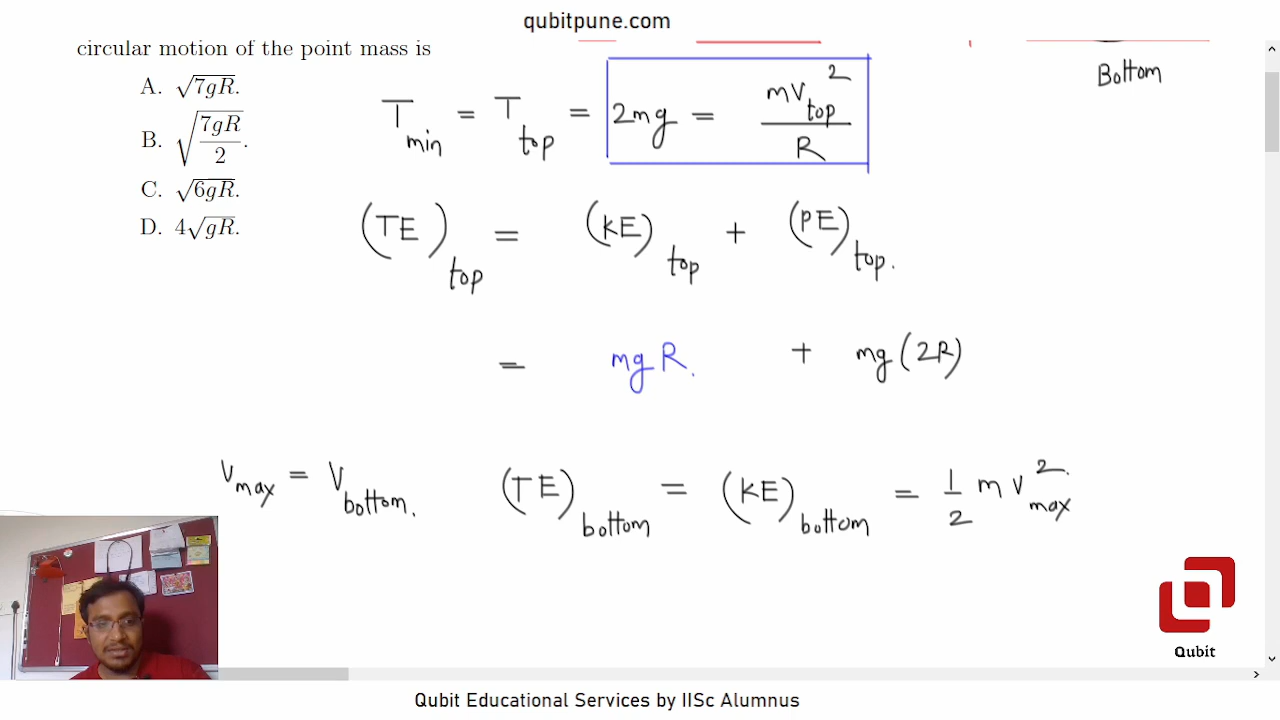 qubitpune.com
circular motion of the point mass is
A. √7gR.
B. √(7gR/2).
C. √6gR.
D. 4√gR.
Bottom
T_min = T_top = 2mg = mv_top²/R
(TE)_top = (KE)_top + (PE)_top.
= mgR. + mg(2R)
v_max = v_bottom. (TE)_bottom = (KE)_bottom = 1/2 m v²_max
Qubit
Qubit Educational Services by IISc Alumnus